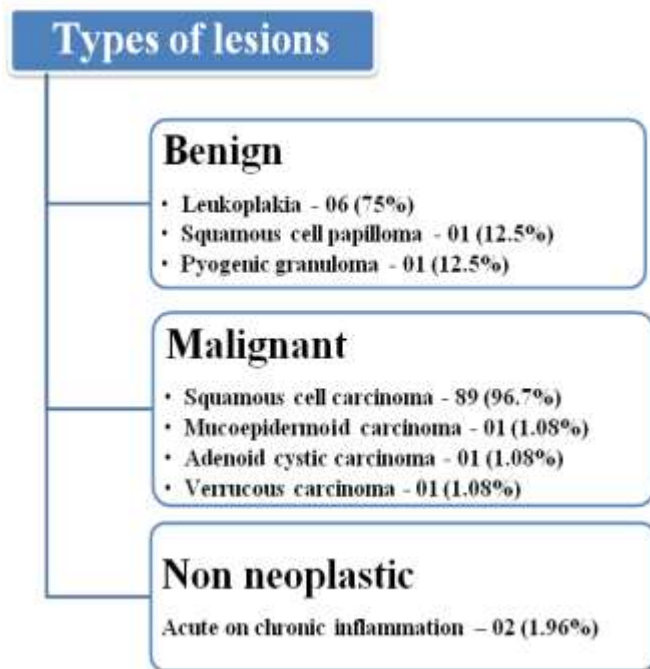 Types of lesions
Benign
• Leukoplakia - 06 (75%)
• Squamous cell papilloma - 01 (12.5%)
• Pyogenic granuloma - 01 (12.5%)
Malignant
• Squamous cell carcinoma - 89 (96.7%)
• Mucoepidermoid carcinoma - 01 (1.08%)
• Adenoid cystic carcinoma - 01 (1.08%)
• Verrucous carcinoma - 01 (1.08%)
Non neoplastic
Acute on chronic inflammation – 02 (1.96%)